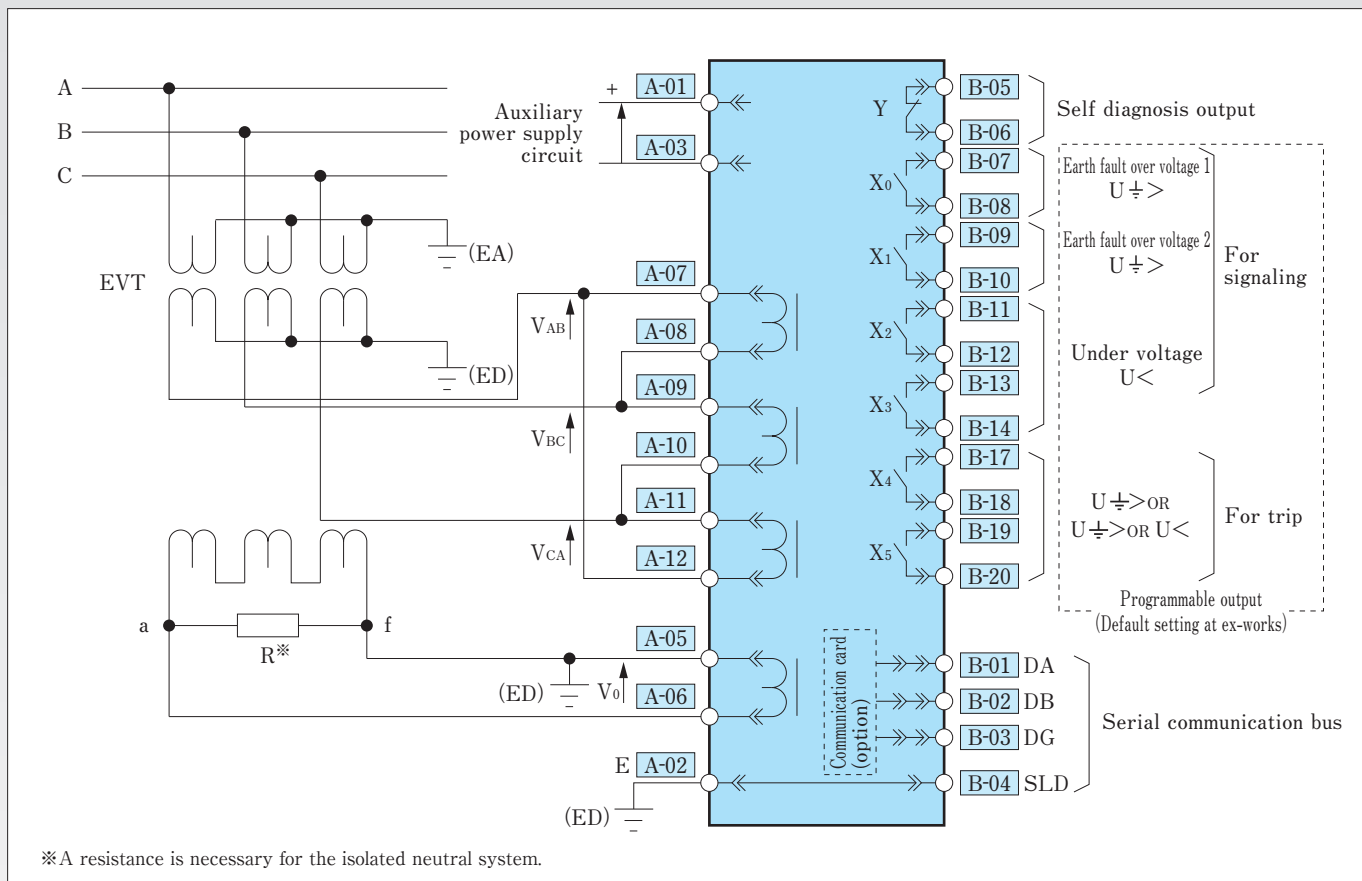 A
B
C
Auxiliary
power supply
circuit
+
A-01
A-03
EVT
(EA)
(ED)
VAB
VBC
VCA
A-07
A-08
A-09
A-10
A-11
A-12
a
f
R※
(ED)
V0
A-05
A-06
E
A-02
(ED)
Y
X0
X1
X2
X3
X4
X5
Communication card
(option)
B-05
B-06
B-07
B-08
B-09
B-10
B-11
B-12
B-13
B-14
B-17
B-18
B-19
B-20
B-01 DA
B-02 DB
B-03 DG
B-04 SLD
Self diagnosis output
Earth fault over voltage 1
U⏚>
Earth fault over voltage 2
U⏚>
For
signaling
Under voltage
U<
U⏚>OR
U⏚>OR U<
For trip
Programmable output
(Default setting at ex-works)
Serial communication bus
※A resistance is necessary for the isolated neutral system.